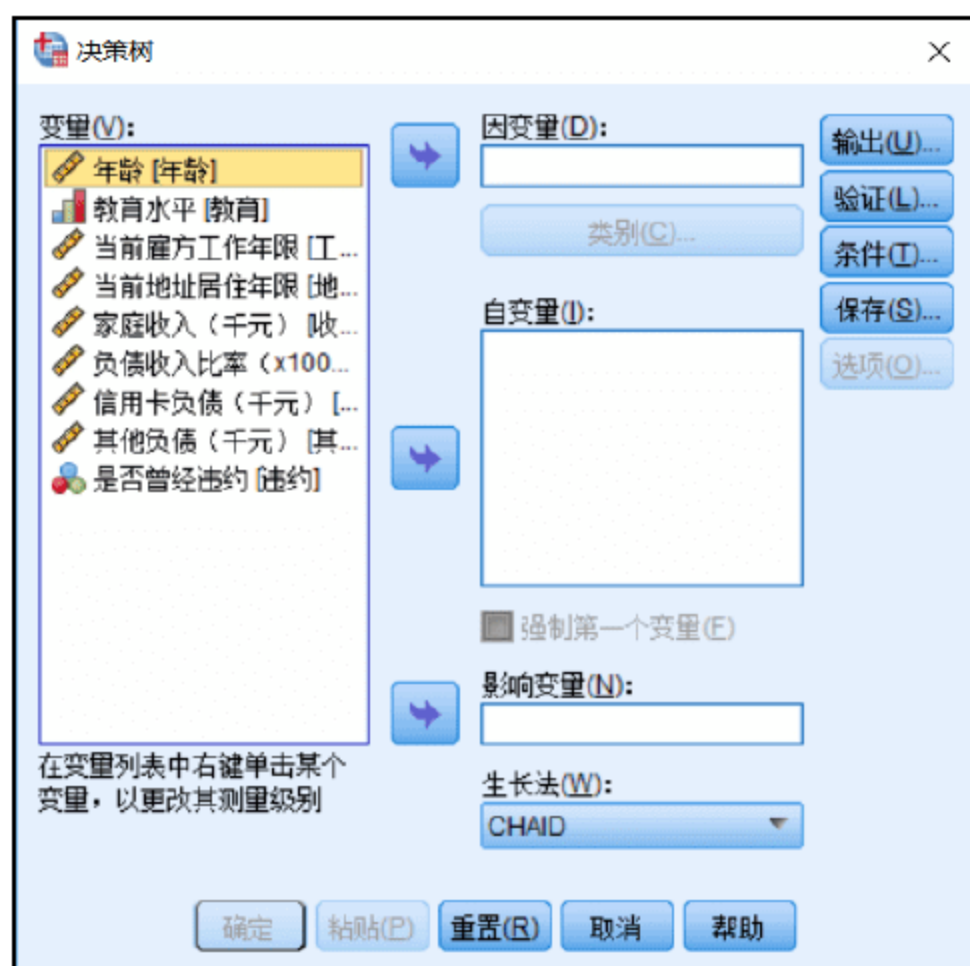 决策树
变量(V):
年龄 [年龄]
教育水平 [教育]
当前雇方工作年限 [工...
当前地址居住年限 [地...
家庭收入（千元） [收...
负债收入比率（x100...
信用卡负债（千元） [...
其他负债（千元） [其...
是否曾经违约 [违约]
在变量列表中右键单击某个
变量，以更改其测量级别
因变量(D):
类别(C)...
自变量(I):
强制第一个变量(F)
影响变量(N):
生长法(W):
CHAID
输出(U)...
验证(L)...
条件(T)...
保存(S)...
选项(O)...
确定
粘贴(P)
重置(R)
取消
帮助